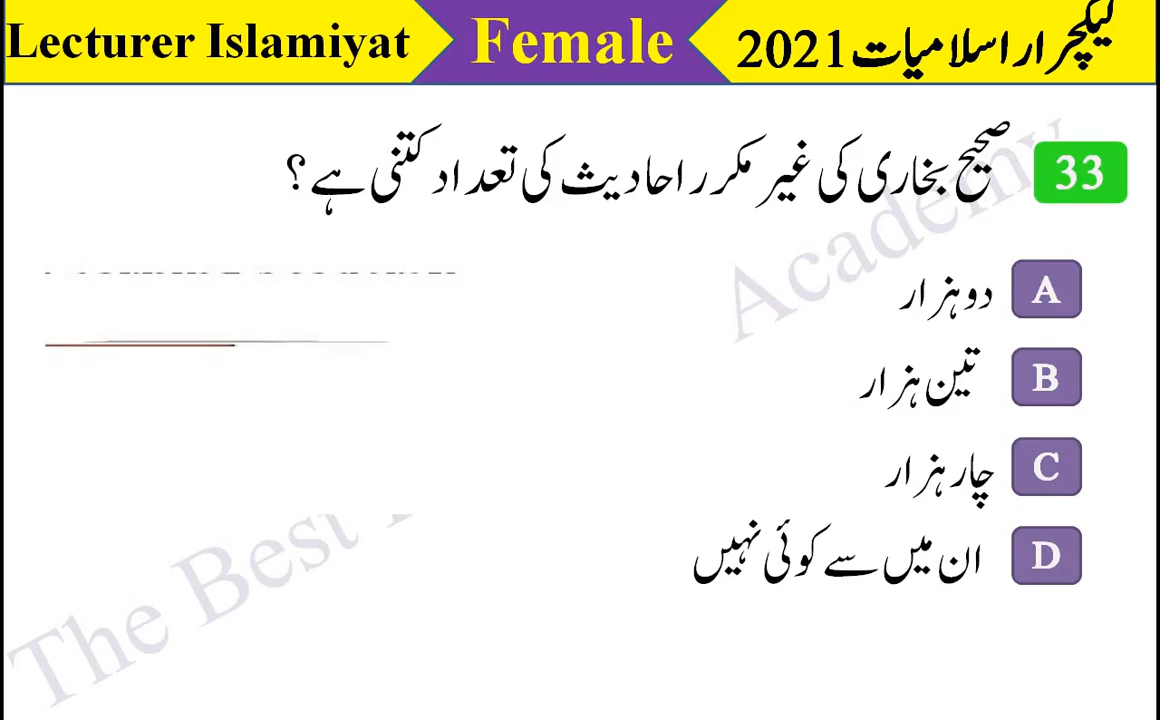 Lecturer Islamiyat Female لیکچرار اسلامیات 2021
33 صحیح بخاری کی غیر مکرر احادیث کی تعداد کتنی ہے؟
A دو ہزار
B تین ہزار
C چار ہزار
D ان میں سے کوئی نہیں
The Best
Academy